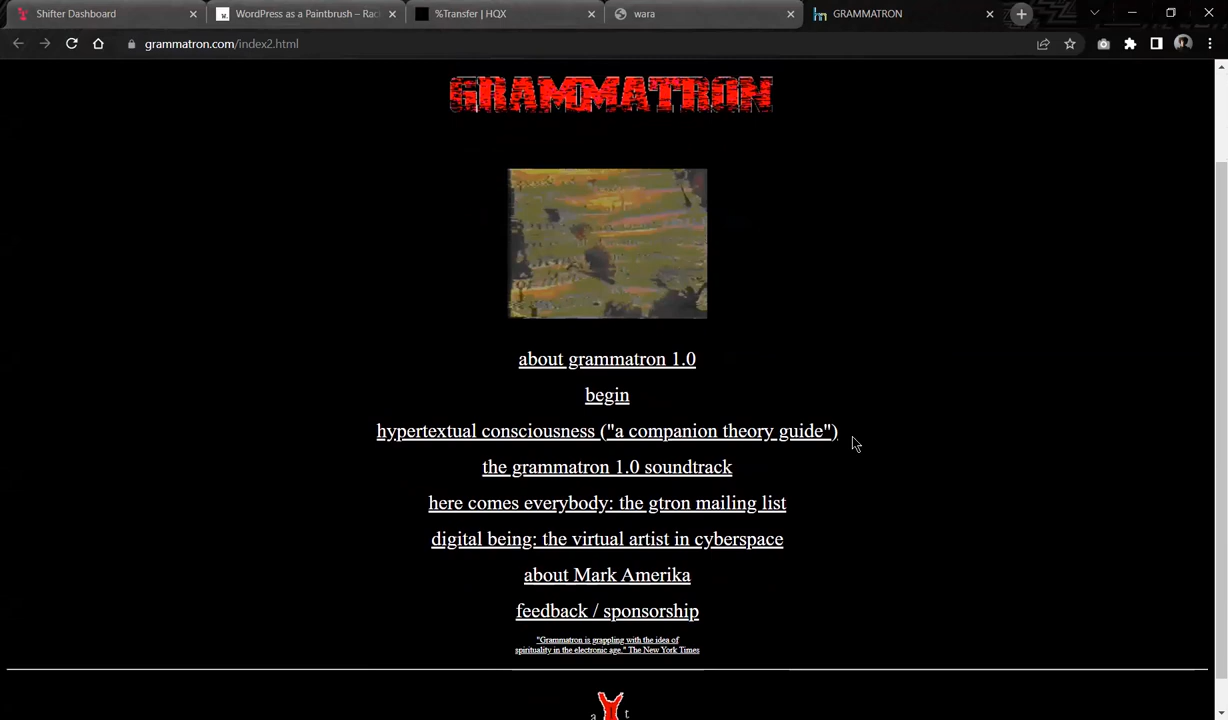 Shifter Dashboard
WordPress as a Paintbrush – Rac
%Transfer | HQX
wara
GRAMMATRON
grammatron.com/index2.html
GRAMMATRON
about grammatron 1.0
begin
hypertextual consciousness ("a companion theory guide")
the grammatron 1.0 soundtrack
here comes everybody: the gtron mailing list
digital being: the virtual artist in cyberspace
about Mark Amerika
feedback / sponsorship
"Grammatron is grappling with the idea of
spirituality in the electronic age." The New York Times
a t